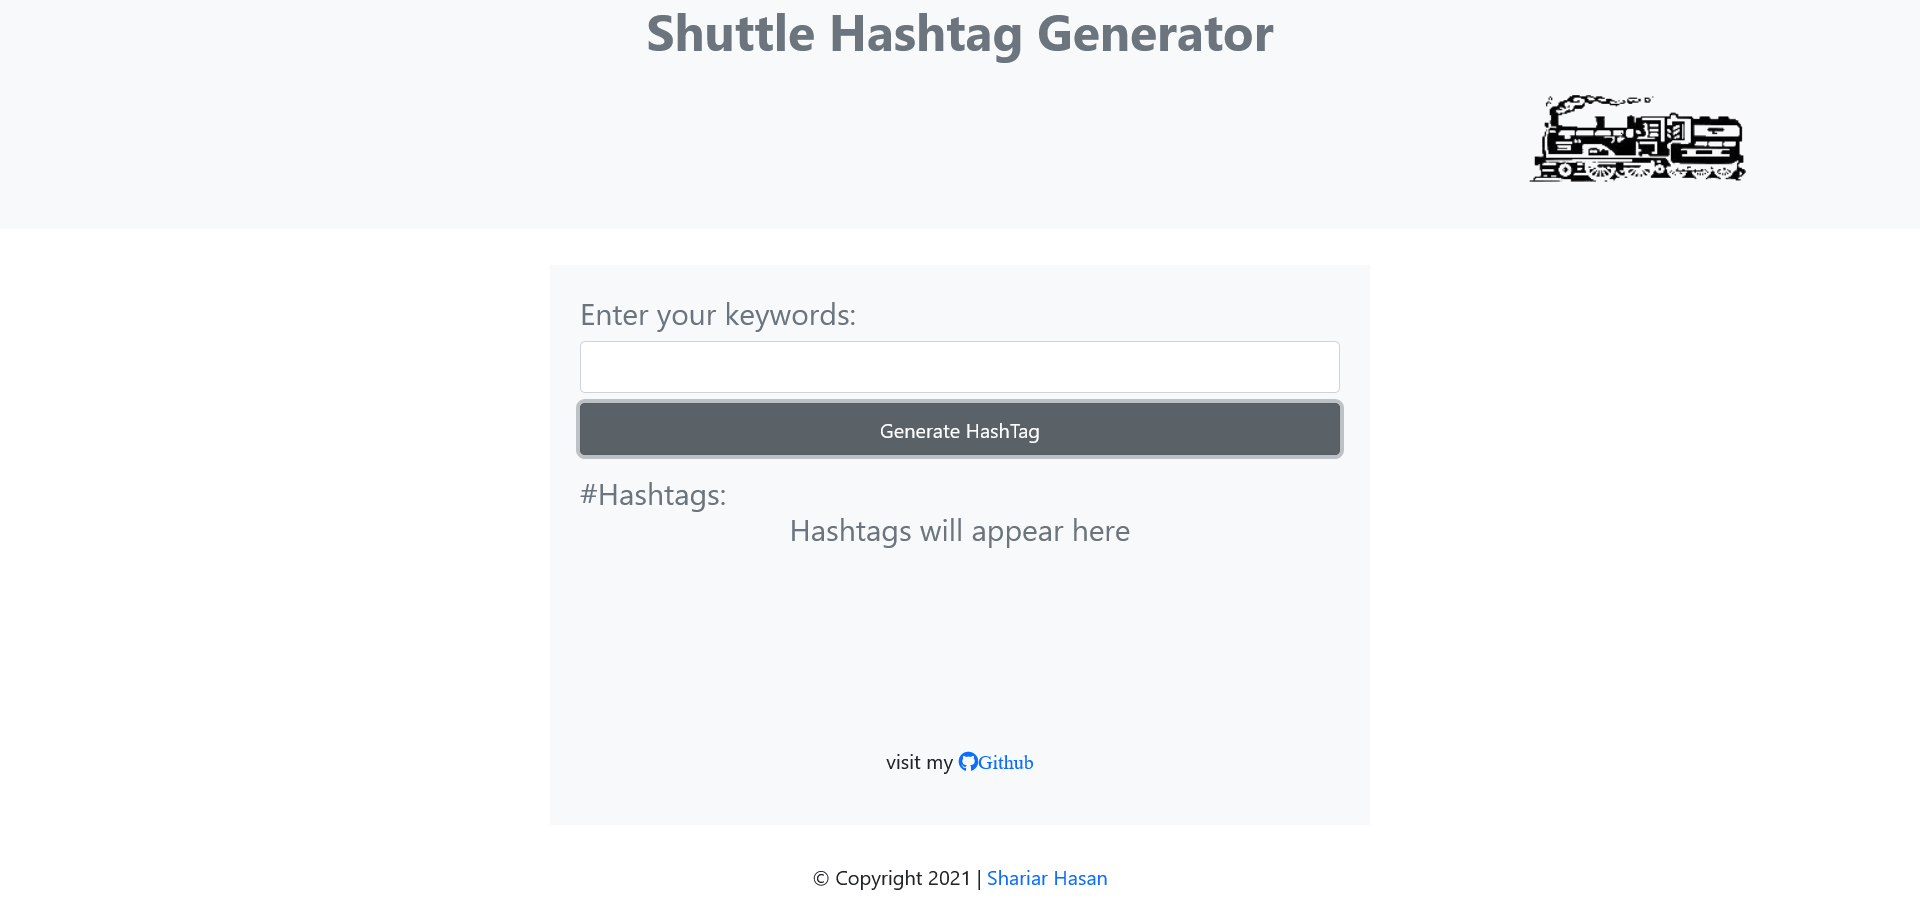 Shuttle Hashtag Generator
Enter your keywords:
Generate HashTag
#Hashtags:
Hashtags will appear here
visit my Github
© Copyright 2021 | Shariar Hasan